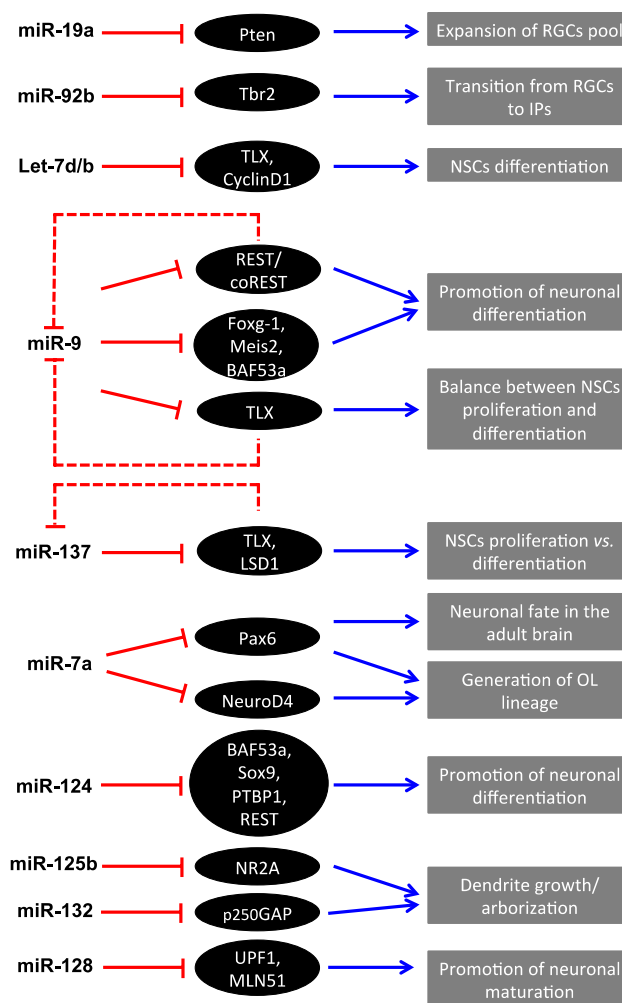 miR-19a
Pten
Expansion of RGCs pool
miR-92b
Tbr2
Transition from RGCs
to IPs
Let-7d/b
TLX,
CyclinD1
NSCs differentiation
REST/
coREST
miR-9
Foxg-1,
Meis2,
BAF53a
Promotion of neuronal
differentiation
TLX
Balance between NSCs
proliferation and
differentiation
miR-137
TLX,
LSD1
NSCs proliferation vs.
differentiation
miR-7a
Pax6
Neuronal fate in the
adult brain
NeuroD4
Generation of OL
lineage
miR-124
BAF53a,
Sox9,
PTBP1,
REST
Promotion of neuronal
differentiation
miR-125b
NR2A
miR-132
p250GAP
Dendrite growth/
arborization
miR-128
UPF1,
MLN51
Promotion of neuronal
maturation